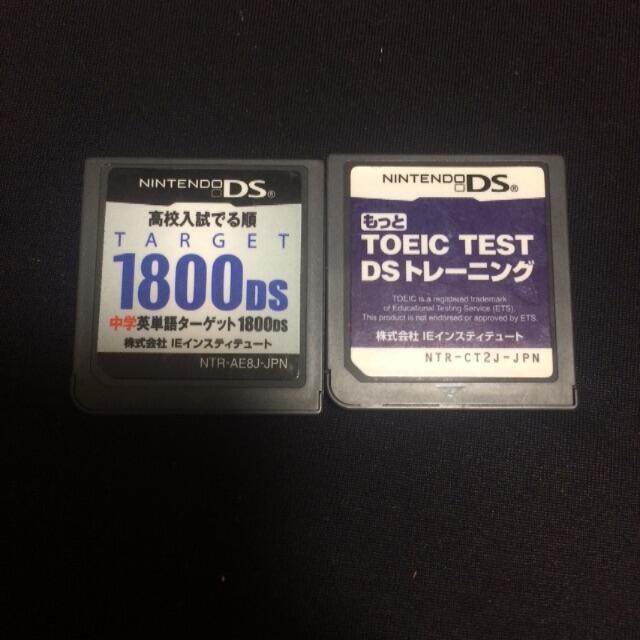 NINTENDO DS®
高校入試でる順
TARGET
1800DS
中学英単語ターゲット1800DS
株式会社 IEインスティテュート
NTR-AE8J-JPN
NINTENDO DS®
もっと
TOEIC TEST
DSトレーニング
TOEIC is a registered trademark
of Educational Testing Service (ETS).
This product is not endorsed or approved by ETS.
株式会社 IEインスティテュート
NTR-CT2J-JPN